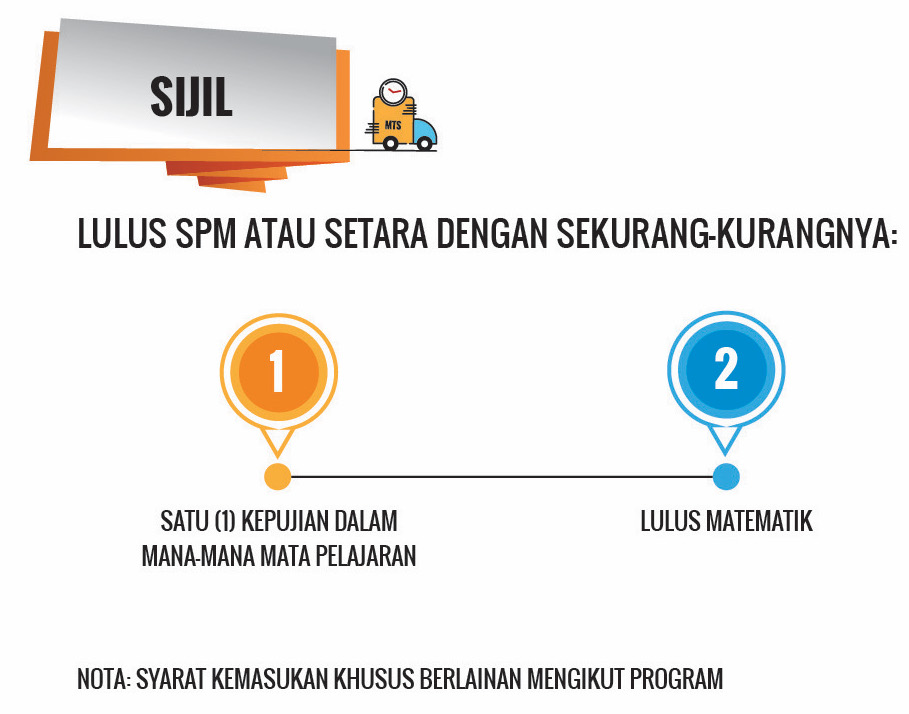 SIJIL
MTS
LULUS SPM ATAU SETARA DENGAN SEKURANG-KURANGNYA:
1
2
SATU (1) KEPUJIAN DALAM
MANA-MANA MATA PELAJARAN
LULUS MATEMATIK
NOTA: SYARAT KEMASUKAN KHUSUS BERLAINAN MENGIKUT PROGRAM